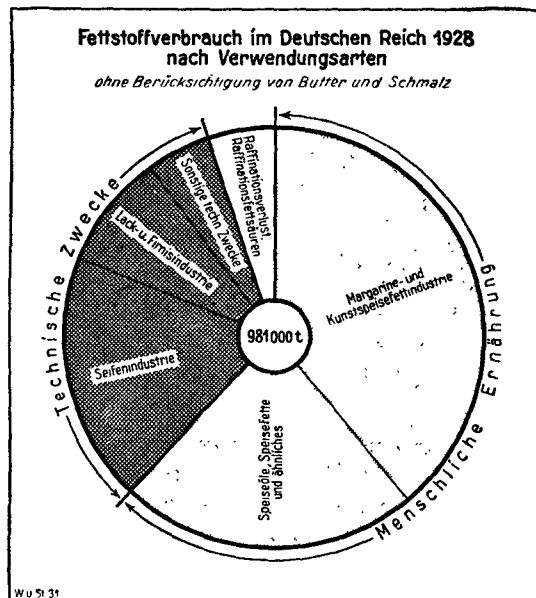 Fettstoffverbrauch im Deutschen Reich 1928
nach Verwendungsarten
ohne Berücksichtigung von Butter und Schmalz
Technische Zwecke
Menschliche Ernährung
Raffinationsverlust
Raffinationsfettsäuren
Sonstige techn. Zwecke
Lack- u. Firnisindustrie
Seifenindustrie
Margarine- und
Kunstspeisefettindustrie
981000 t
Speiseöle, Speisefette
und ähnliches
W u St 31